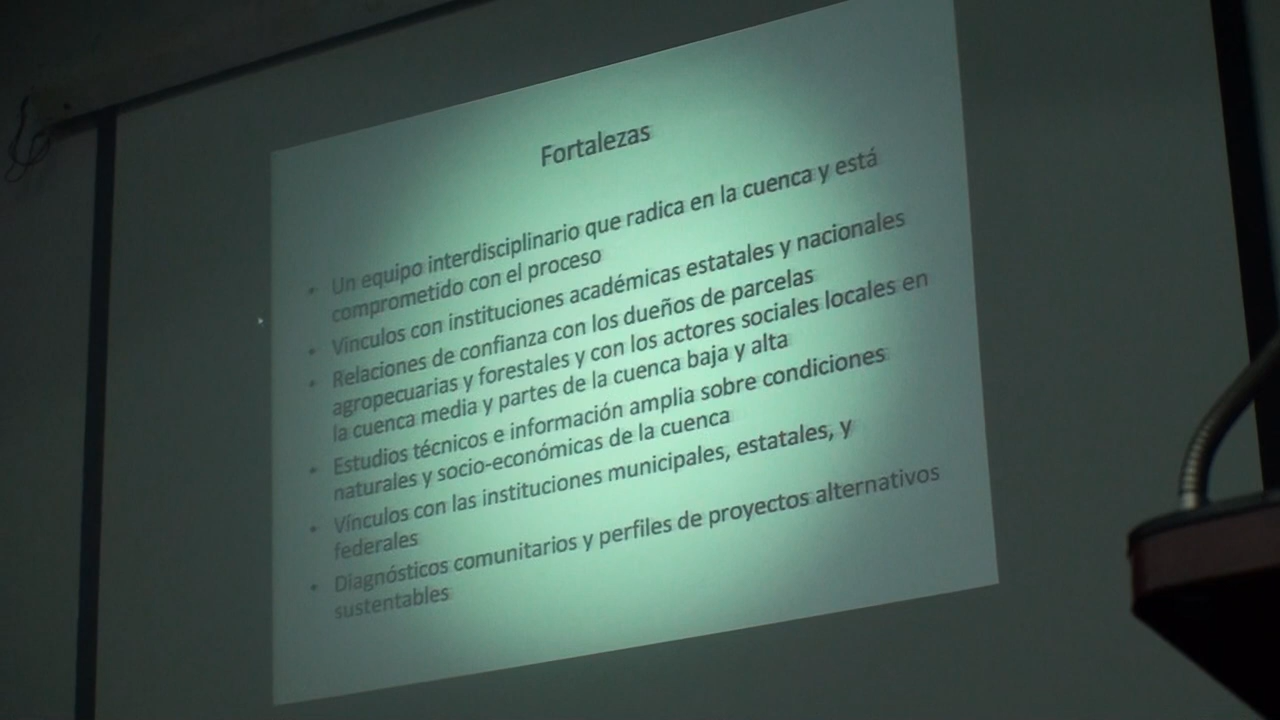 Fortalezas
• Un equipo interdisciplinario que radica en la cuenca y está
comprometido con el proceso
• Vínculos con instituciones académicas estatales y nacionales
• Relaciones de confianza con los dueños de parcelas
agropecuarias y forestales y con los actores sociales locales en
la cuenca media y partes de la cuenca baja y alta
• Estudios técnicos e información amplia sobre condiciones
naturales y socio-económicas de la cuenca
• Vínculos con las instituciones municipales, estatales, y
federales
• Diagnósticos comunitarios y perfiles de proyectos alternativos
sustentables